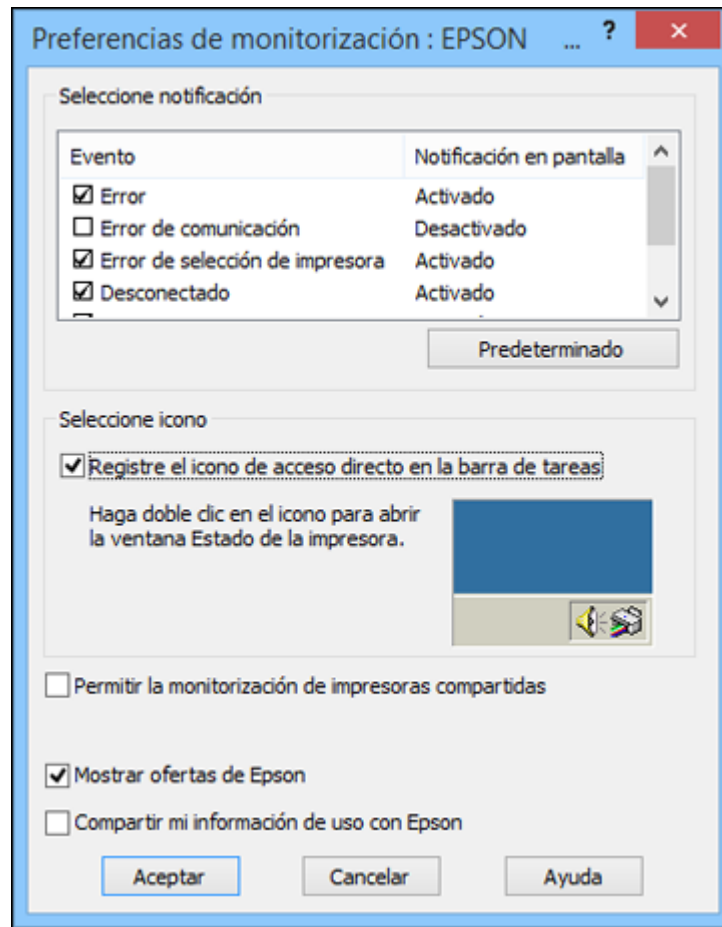 Preferencias de monitorización : EPSON ... ?
Seleccione notificación
Evento Notificación en pantalla
Error Activado
Error de comunicación Desactivado
Error de selección de impresora Activado
Desconectado Activado
Predeterminado
Seleccione icono
Registre el icono de acceso directo en la barra de tareas
Haga doble clic en el icono para abrir
la ventana Estado de la impresora.
Permitir la monitorización de impresoras compartidas
Mostrar ofertas de Epson
Compartir mi información de uso con Epson
Aceptar Cancelar Ayuda